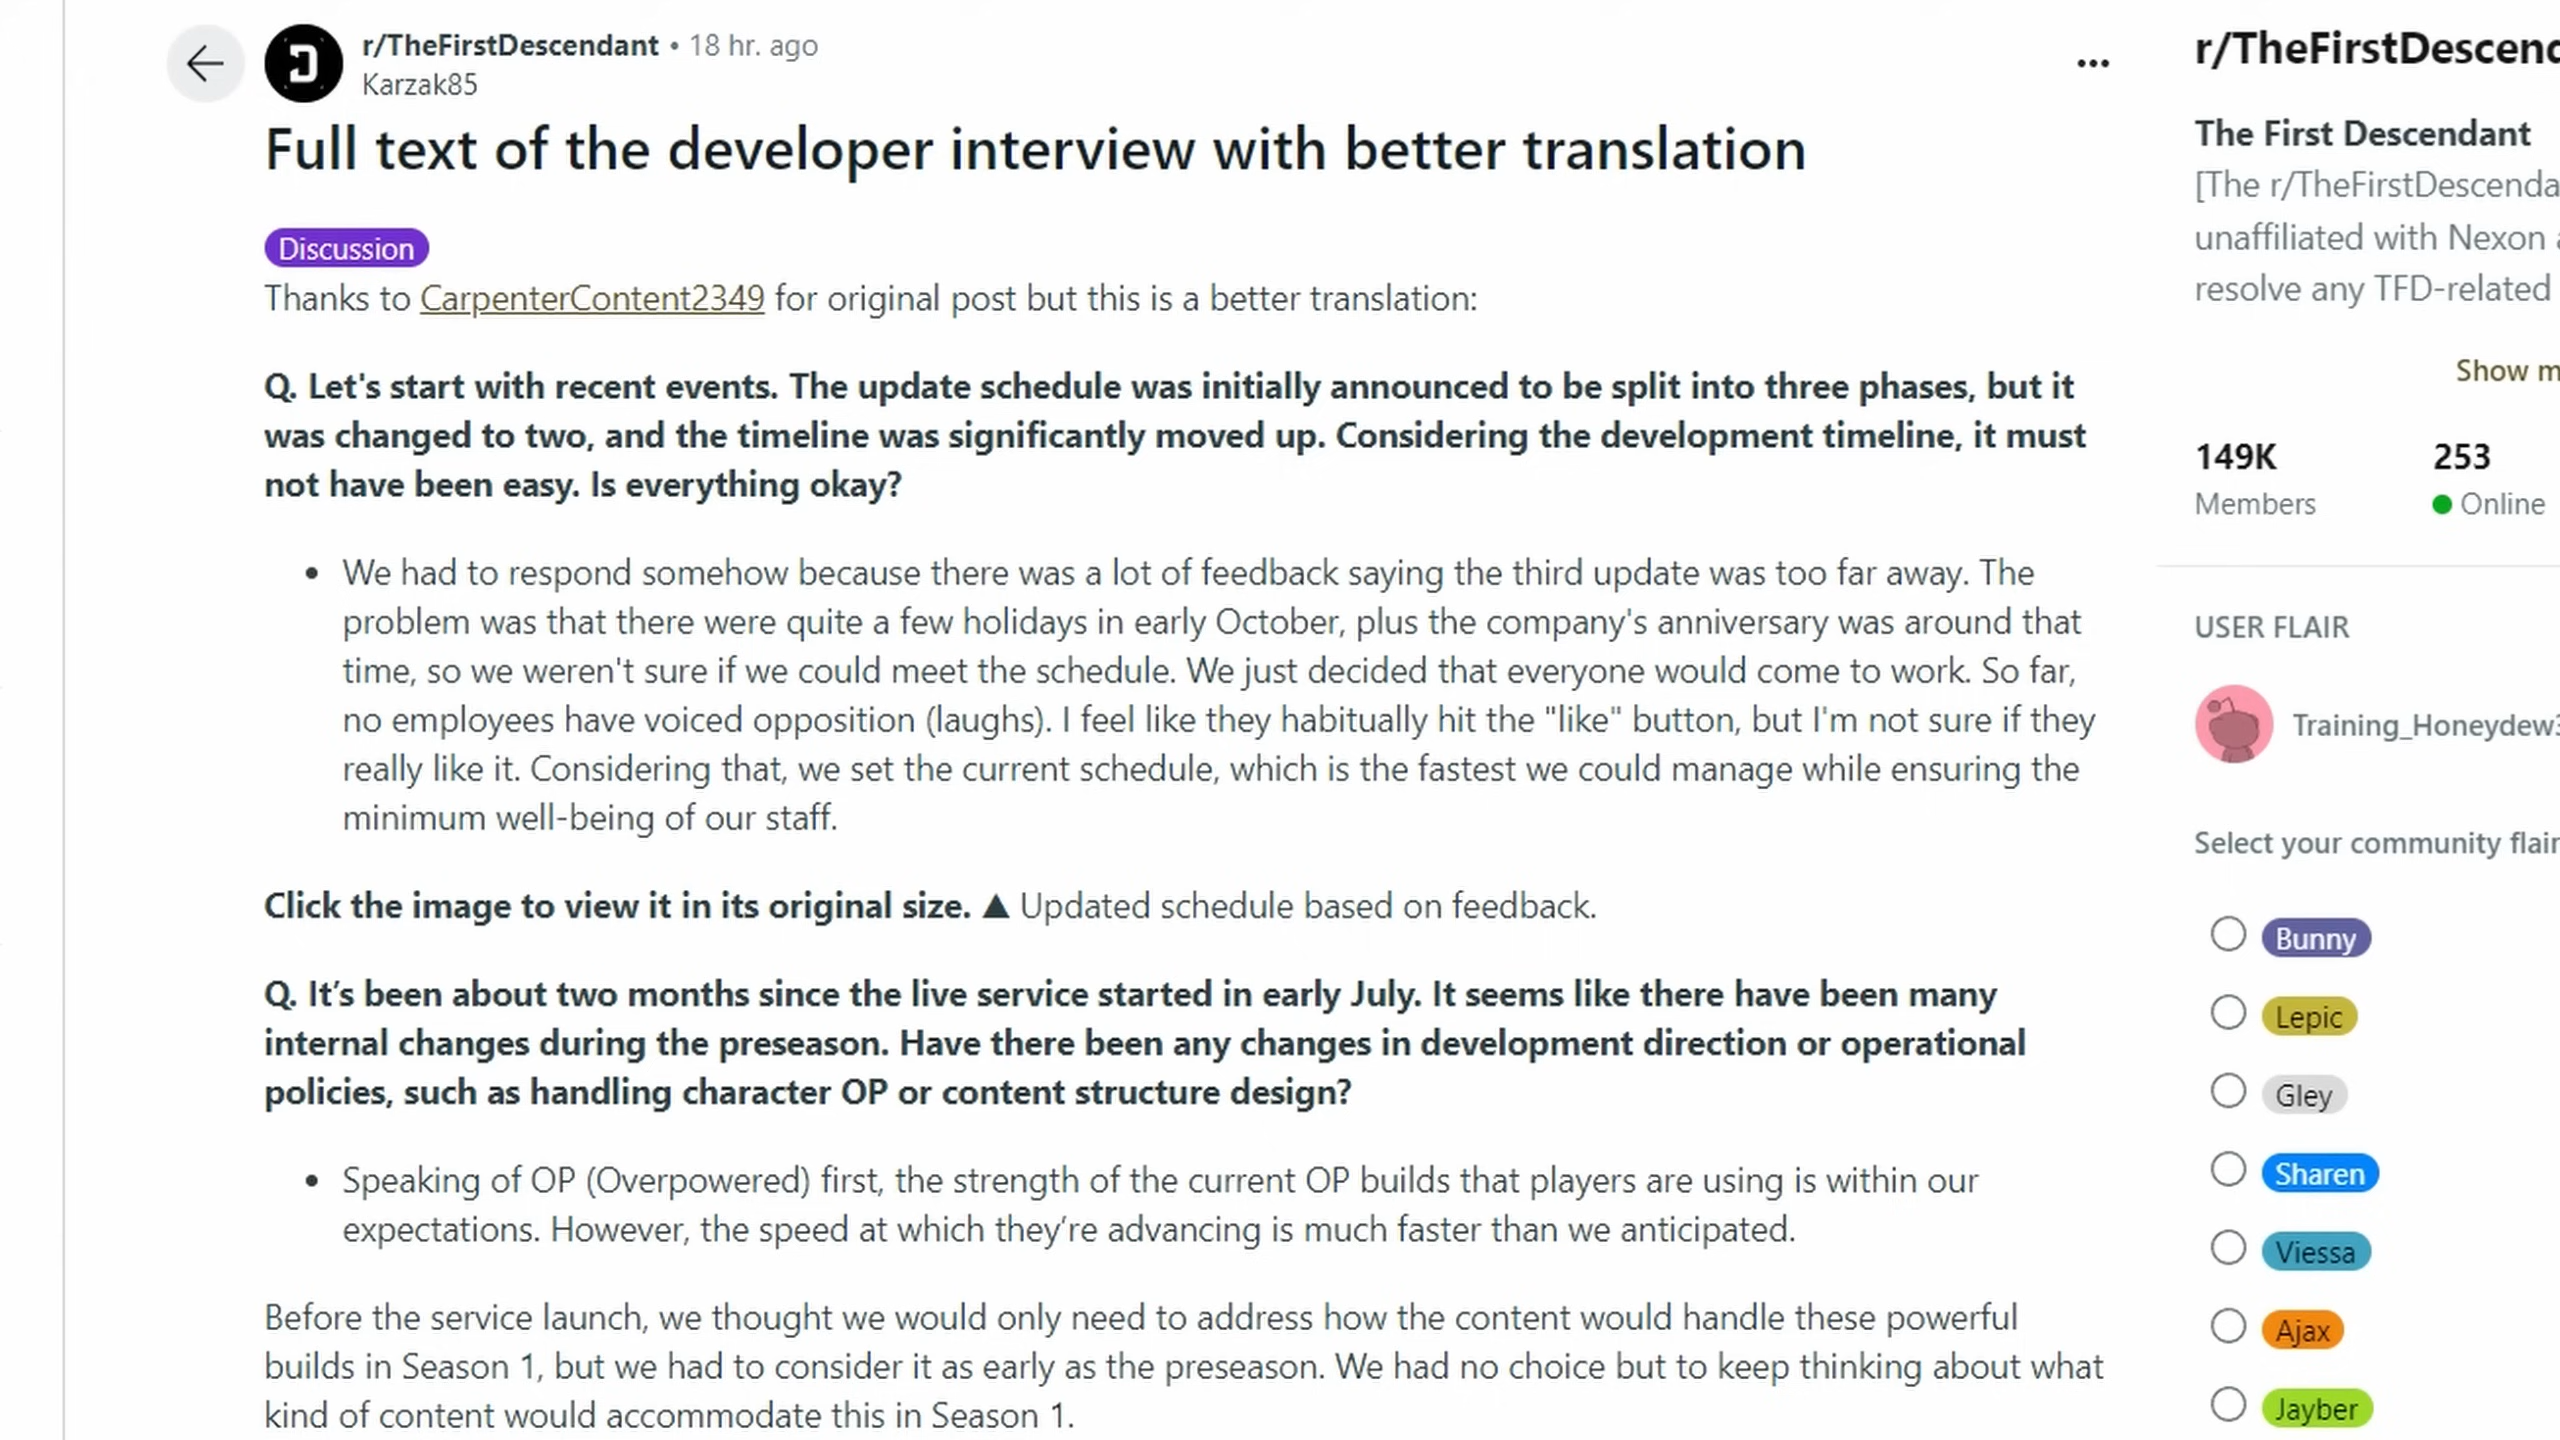 r/TheFirstDescendant • 18 hr. ago
Karzak85
Full text of the developer interview with better translation
Discussion
Thanks to CarpenterContent2349 for original post but this is a better translation:
Q. Let's start with recent events. The update schedule was initially announced to be split into three phases, but it
was changed to two, and the timeline was significantly moved up. Considering the development timeline, it must
not have been easy. Is everything okay?
• We had to respond somehow because there was a lot of feedback saying the third update was too far away. The
problem was that there were quite a few holidays in early October, plus the company's anniversary was around that
time, so we weren't sure if we could meet the schedule. We just decided that everyone would come to work. So far,
no employees have voiced opposition (laughs). I feel like they habitually hit the "like" button, but I'm not sure if they
really like it. Considering that, we set the current schedule, which is the fastest we could manage while ensuring the
minimum well-being of our staff.
Click the image to view it in its original size. ▲ Updated schedule based on feedback.
Q. It’s been about two months since the live service started in early July. It seems like there have been many
internal changes during the preseason. Have there been any changes in development direction or operational
policies, such as handling character OP or content structure design?
• Speaking of OP (Overpowered) first, the strength of the current OP builds that players are using is within our
expectations. However, the speed at which they’re advancing is much faster than we anticipated.
Before the service launch, we thought we would only need to address how the content would handle these powerful
builds in Season 1, but we had to consider it as early as the preseason. We had no choice but to keep thinking about what
kind of content would accommodate this in Season 1.
r/TheFirstDescend
The First Descendant
[The r/TheFirstDescenda
unaffiliated with Nexon
resolve any TFD-related
Show m
149K
253
Members
Online
USER FLAIR
Training_Honeydew3
Select your community flair
Bunny
Lepic
Gley
Sharen
Viessa
Ajax
Jayber